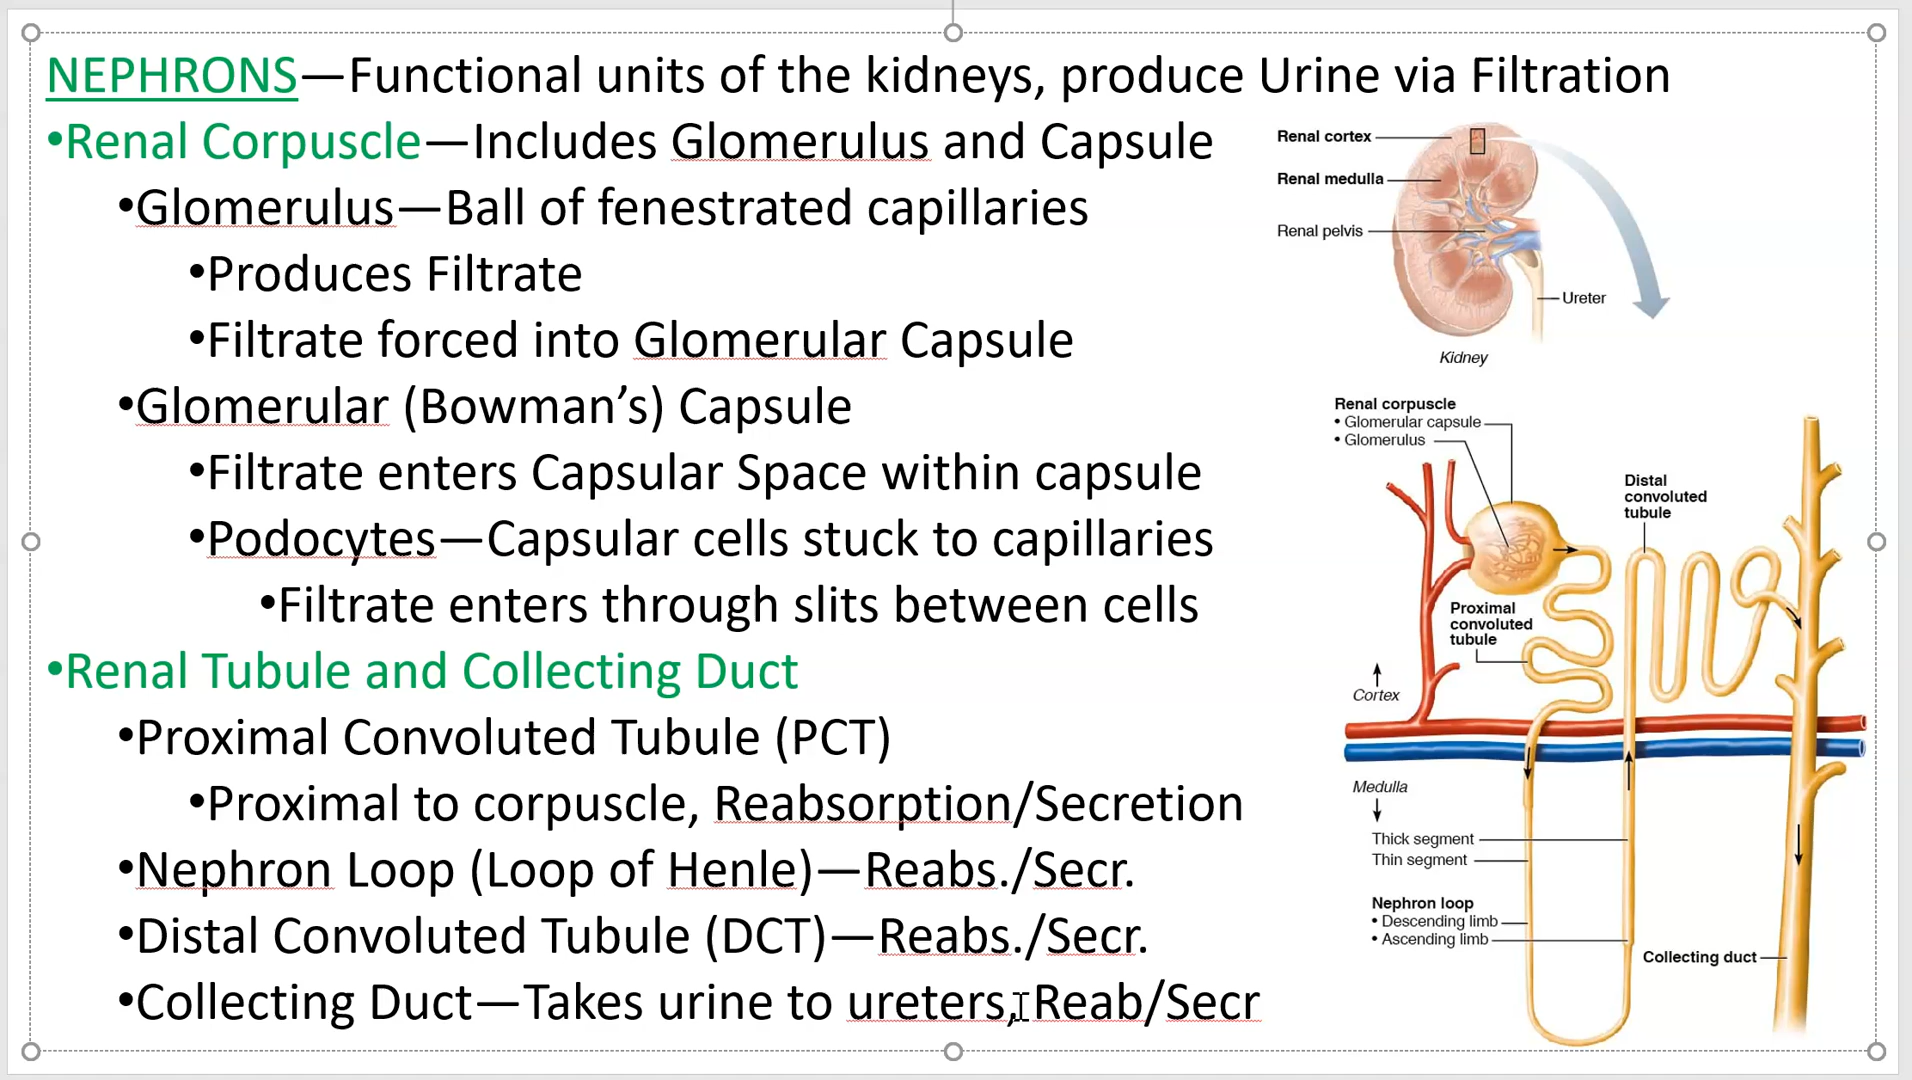 NEPHRONS—Functional units of the kidneys, produce Urine via Filtration
•Renal Corpuscle—Includes Glomerulus and Capsule
•Glomerulus—Ball of fenestrated capillaries
•Produces Filtrate
•Filtrate forced into Glomerular Capsule
•Glomerular (Bowman’s) Capsule
•Filtrate enters Capsular Space within capsule
•Podocytes—Capsular cells stuck to capillaries
•Filtrate enters through slits between cells
•Renal Tubule and Collecting Duct
•Proximal Convoluted Tubule (PCT)
•Proximal to corpuscle, Reabsorption/Secretion
•Nephron Loop (Loop of Henle)—Reabs./Secr.
•Distal Convoluted Tubule (DCT)—Reabs./Secr.
•Collecting Duct—Takes urine to ureters, Reab/Secr
Renal cortex
Renal medulla
Renal pelvis
Ureter
Kidney
Renal corpuscle
• Glomerular capsule
• Glomerulus
Distal
convoluted
tubule
Proximal
convoluted
tubule
Cortex
Medulla
Thick segment
Thin segment
Nephron loop
• Descending limb
• Ascending limb
Collecting duct